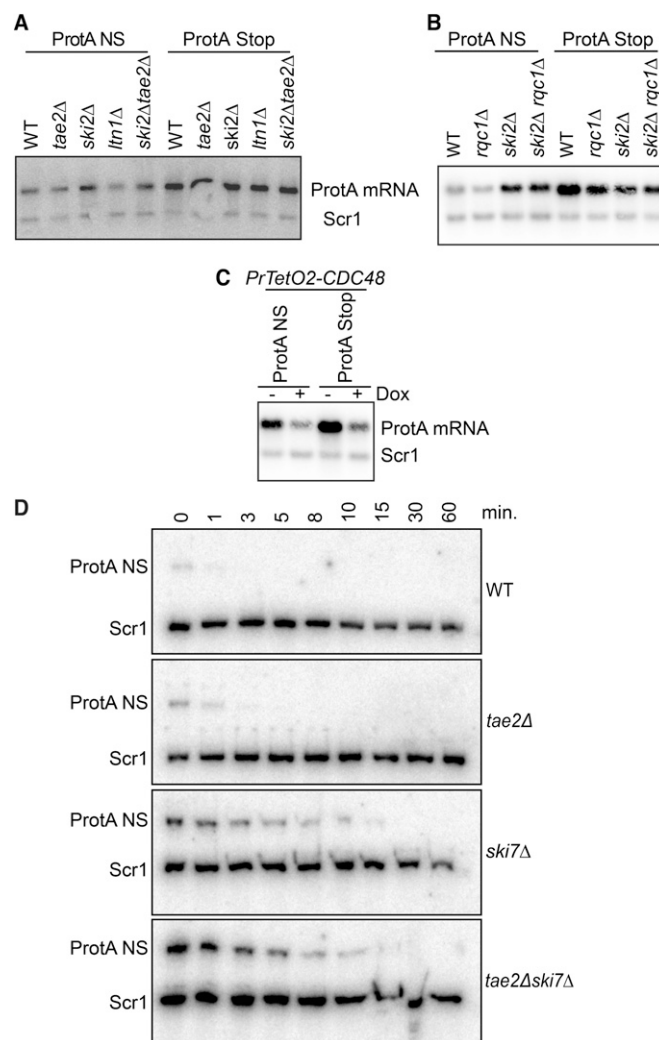 A
ProtA NS ProtA Stop
WT tae2Δ ski2Δ ltn1Δ ski2Δtae2Δ WT tae2Δ ski2Δ ltn1Δ ski2Δtae2Δ
ProtA mRNA
Scr1
B
ProtA NS ProtA Stop
WT rqc1Δ ski2Δ ski2Δ rqc1Δ WT rqc1Δ ski2Δ ski2Δ rqc1Δ
C
PrTetO2-CDC48
ProtA NS ProtA Stop
- + - + Dox
ProtA mRNA
Scr1
D
0 1 3 5 8 10 15 30 60 min.
ProtA NS
WT
Scr1
ProtA NS
tae2Δ
Scr1
ProtA NS
ski7Δ
Scr1
ProtA NS
tae2Δski7Δ
Scr1